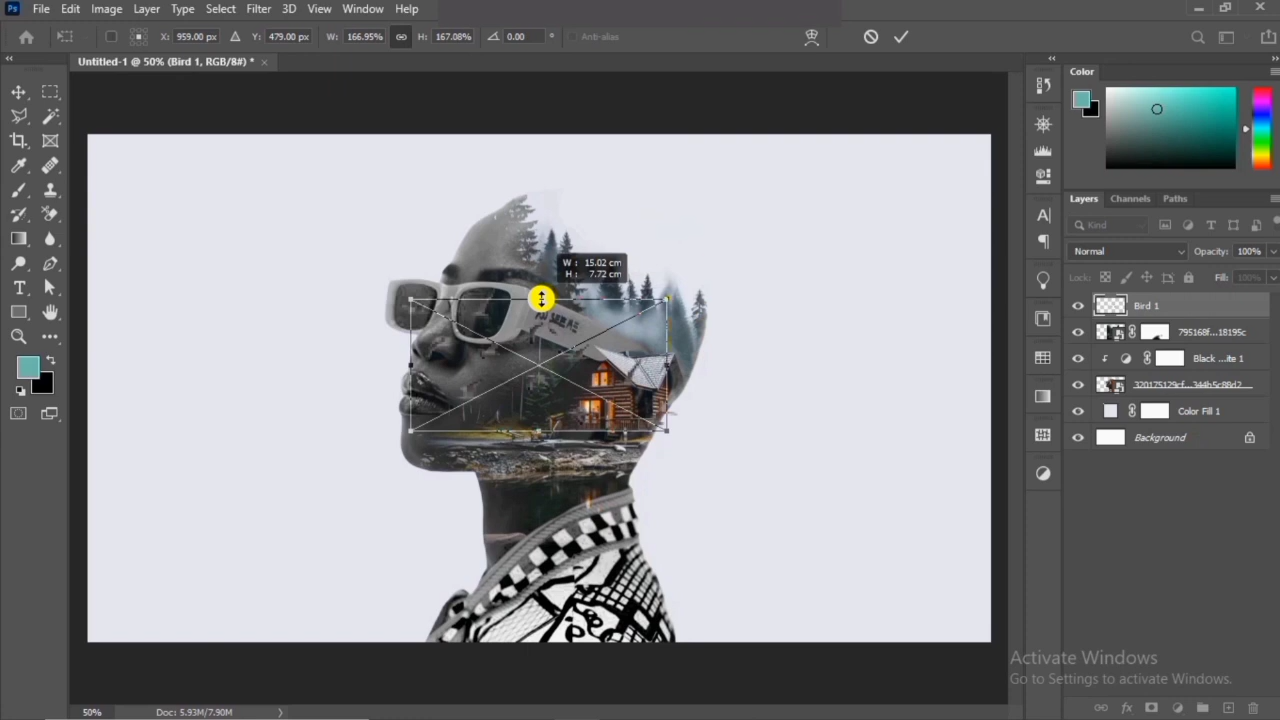 Ps File Edit Image Layer Type Select Filter 3D View Window Help
X: 959.00 px Y: 479.00 px W: 166.95% H: 167.08% 0.00 ° Anti-alias
Untitled-1 @ 50% (Bird 1, RGB/8#) * ×
Color
W : 15.02 cm
H : 7.72 cm
Layers Channels Paths
Kind
Normal Opacity: 100%
Lock: Fill: 100%
Bird 1
795168f...18195c
Black ...ite 1
320175129cf...344h5c88d2...
Color Fill 1
Background
Activate Windows
Go to Settings to activate Windows.
50% Doc: 5.93M/7.90M